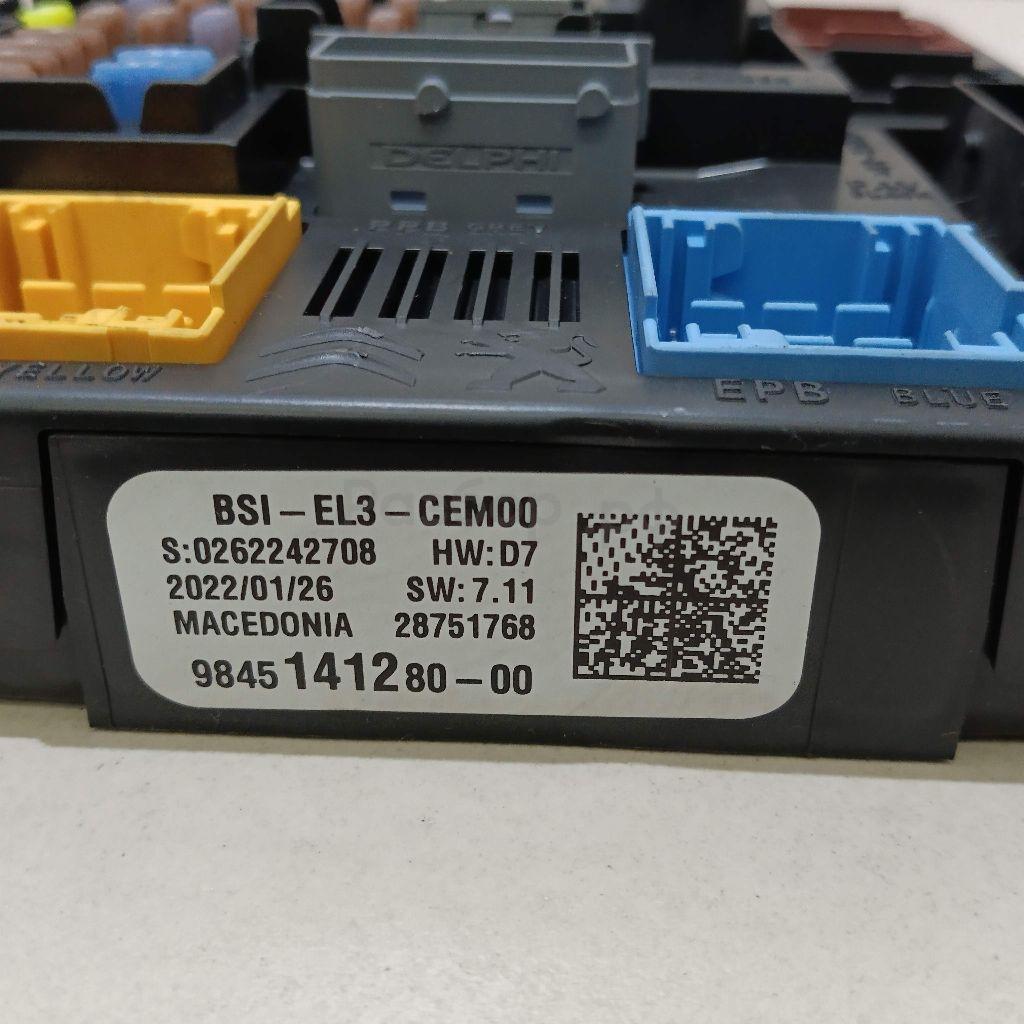 DELPHI
PPB GREY
YELLOW
EPB BLUE
BSI-EL3-CEM00
S:0262242708 HW:D7
2022/01/26 SW:7.11
MACEDONIA 28751768
9845141280-00